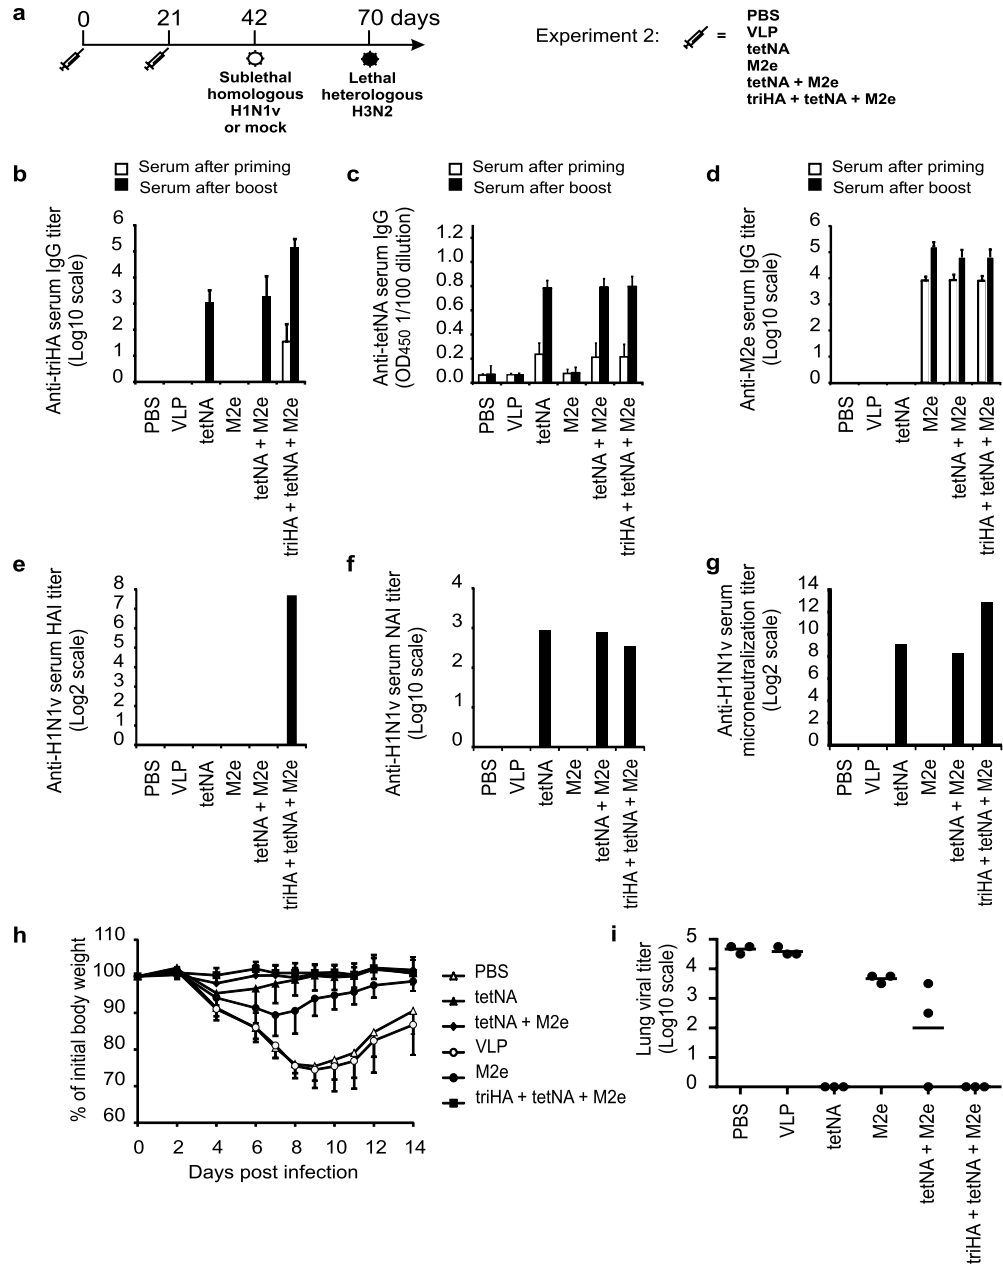 a
0 21 42 70 days
Sublethal
homologous
H1N1v
or mock
Lethal
heterologous
H3N2
Experiment 2:
=
PBS
VLP
tetNA
M2e
tetNA + M2e
triHA + tetNA + M2e
b
Serum after priming
Serum after boost
Anti-triHA serum IgG titer
(Log10 scale)
6
5
4
3
2
1
0
PBS
VLP
tetNA
M2e
tetNA + M2e
triHA + tetNA + M2e
c
Serum after priming
Serum after boost
Anti-tetNA serum IgG
(OD450 1/100 dilution)
1.2
1.0
0.8
0.6
0.4
0.2
0.0
PBS
VLP
tetNA
M2e
tetNA + M2e
triHA + tetNA + M2e
d
Serum after priming
Serum after boost
Anti-M2e serum IgG titer
(Log10 scale)
6
5
4
3
2
1
0
PBS
VLP
tetNA
M2e
tetNA + M2e
triHA + tetNA + M2e
e
Anti-H1N1v serum HAI titer
(Log2 scale)
8
7
6
5
4
3
2
1
0
PBS
VLP
tetNA
M2e
tetNA + M2e
triHA + tetNA + M2e
f
Anti-H1N1v serum NAI titer
(Log10 scale)
4
3
2
1
0
PBS
VLP
tetNA
M2e
tetNA + M2e
triHA + tetNA + M2e
g
Anti-H1N1v serum
microneutralization titer
(Log2 scale)
14
12
10
8
6
4
2
0
PBS
VLP
tetNA
M2e
tetNA + M2e
triHA + tetNA + M2e
h
% of initial body weight
110
100
90
80
70
60
0 2 4 6 8 10 12 14
Days post infection
PBS
tetNA
tetNA + M2e
VLP
M2e
triHA + tetNA + M2e
i
Lung viral titer
(Log10 scale)
5
4
3
2
1
0
PBS
VLP
tetNA
M2e
tetNA + M2e
triHA + tetNA + M2e